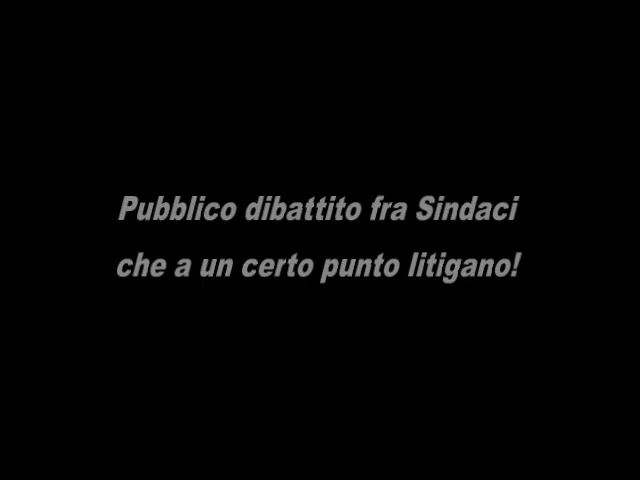 Pubblico dibattito fra Sindaci
che a un certo punto litigano!